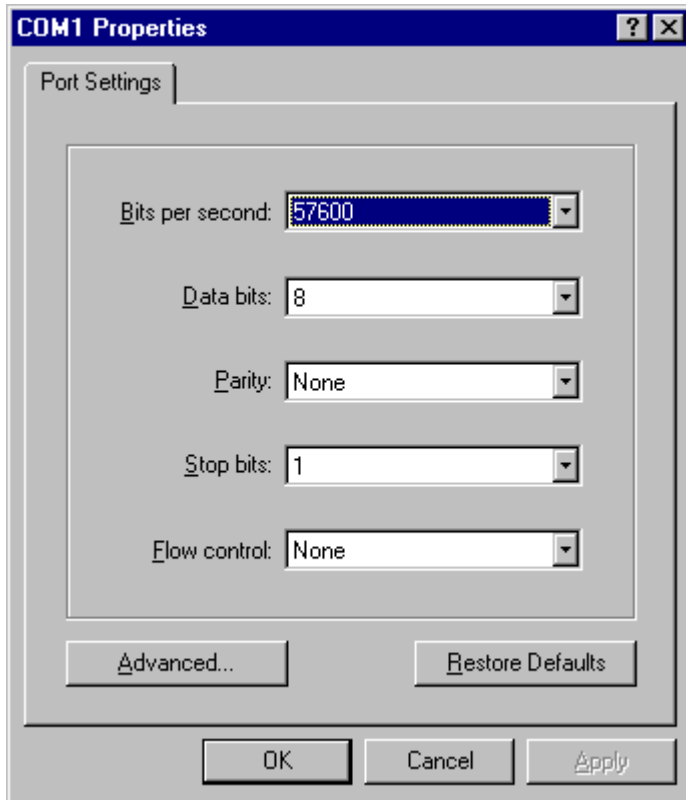 COM1 Properties
Port Settings
Bits per second: 57600
Data bits: 8
Parity: None
Stop bits: 1
Flow control: None
Advanced... Restore Defaults
OK Cancel Apply